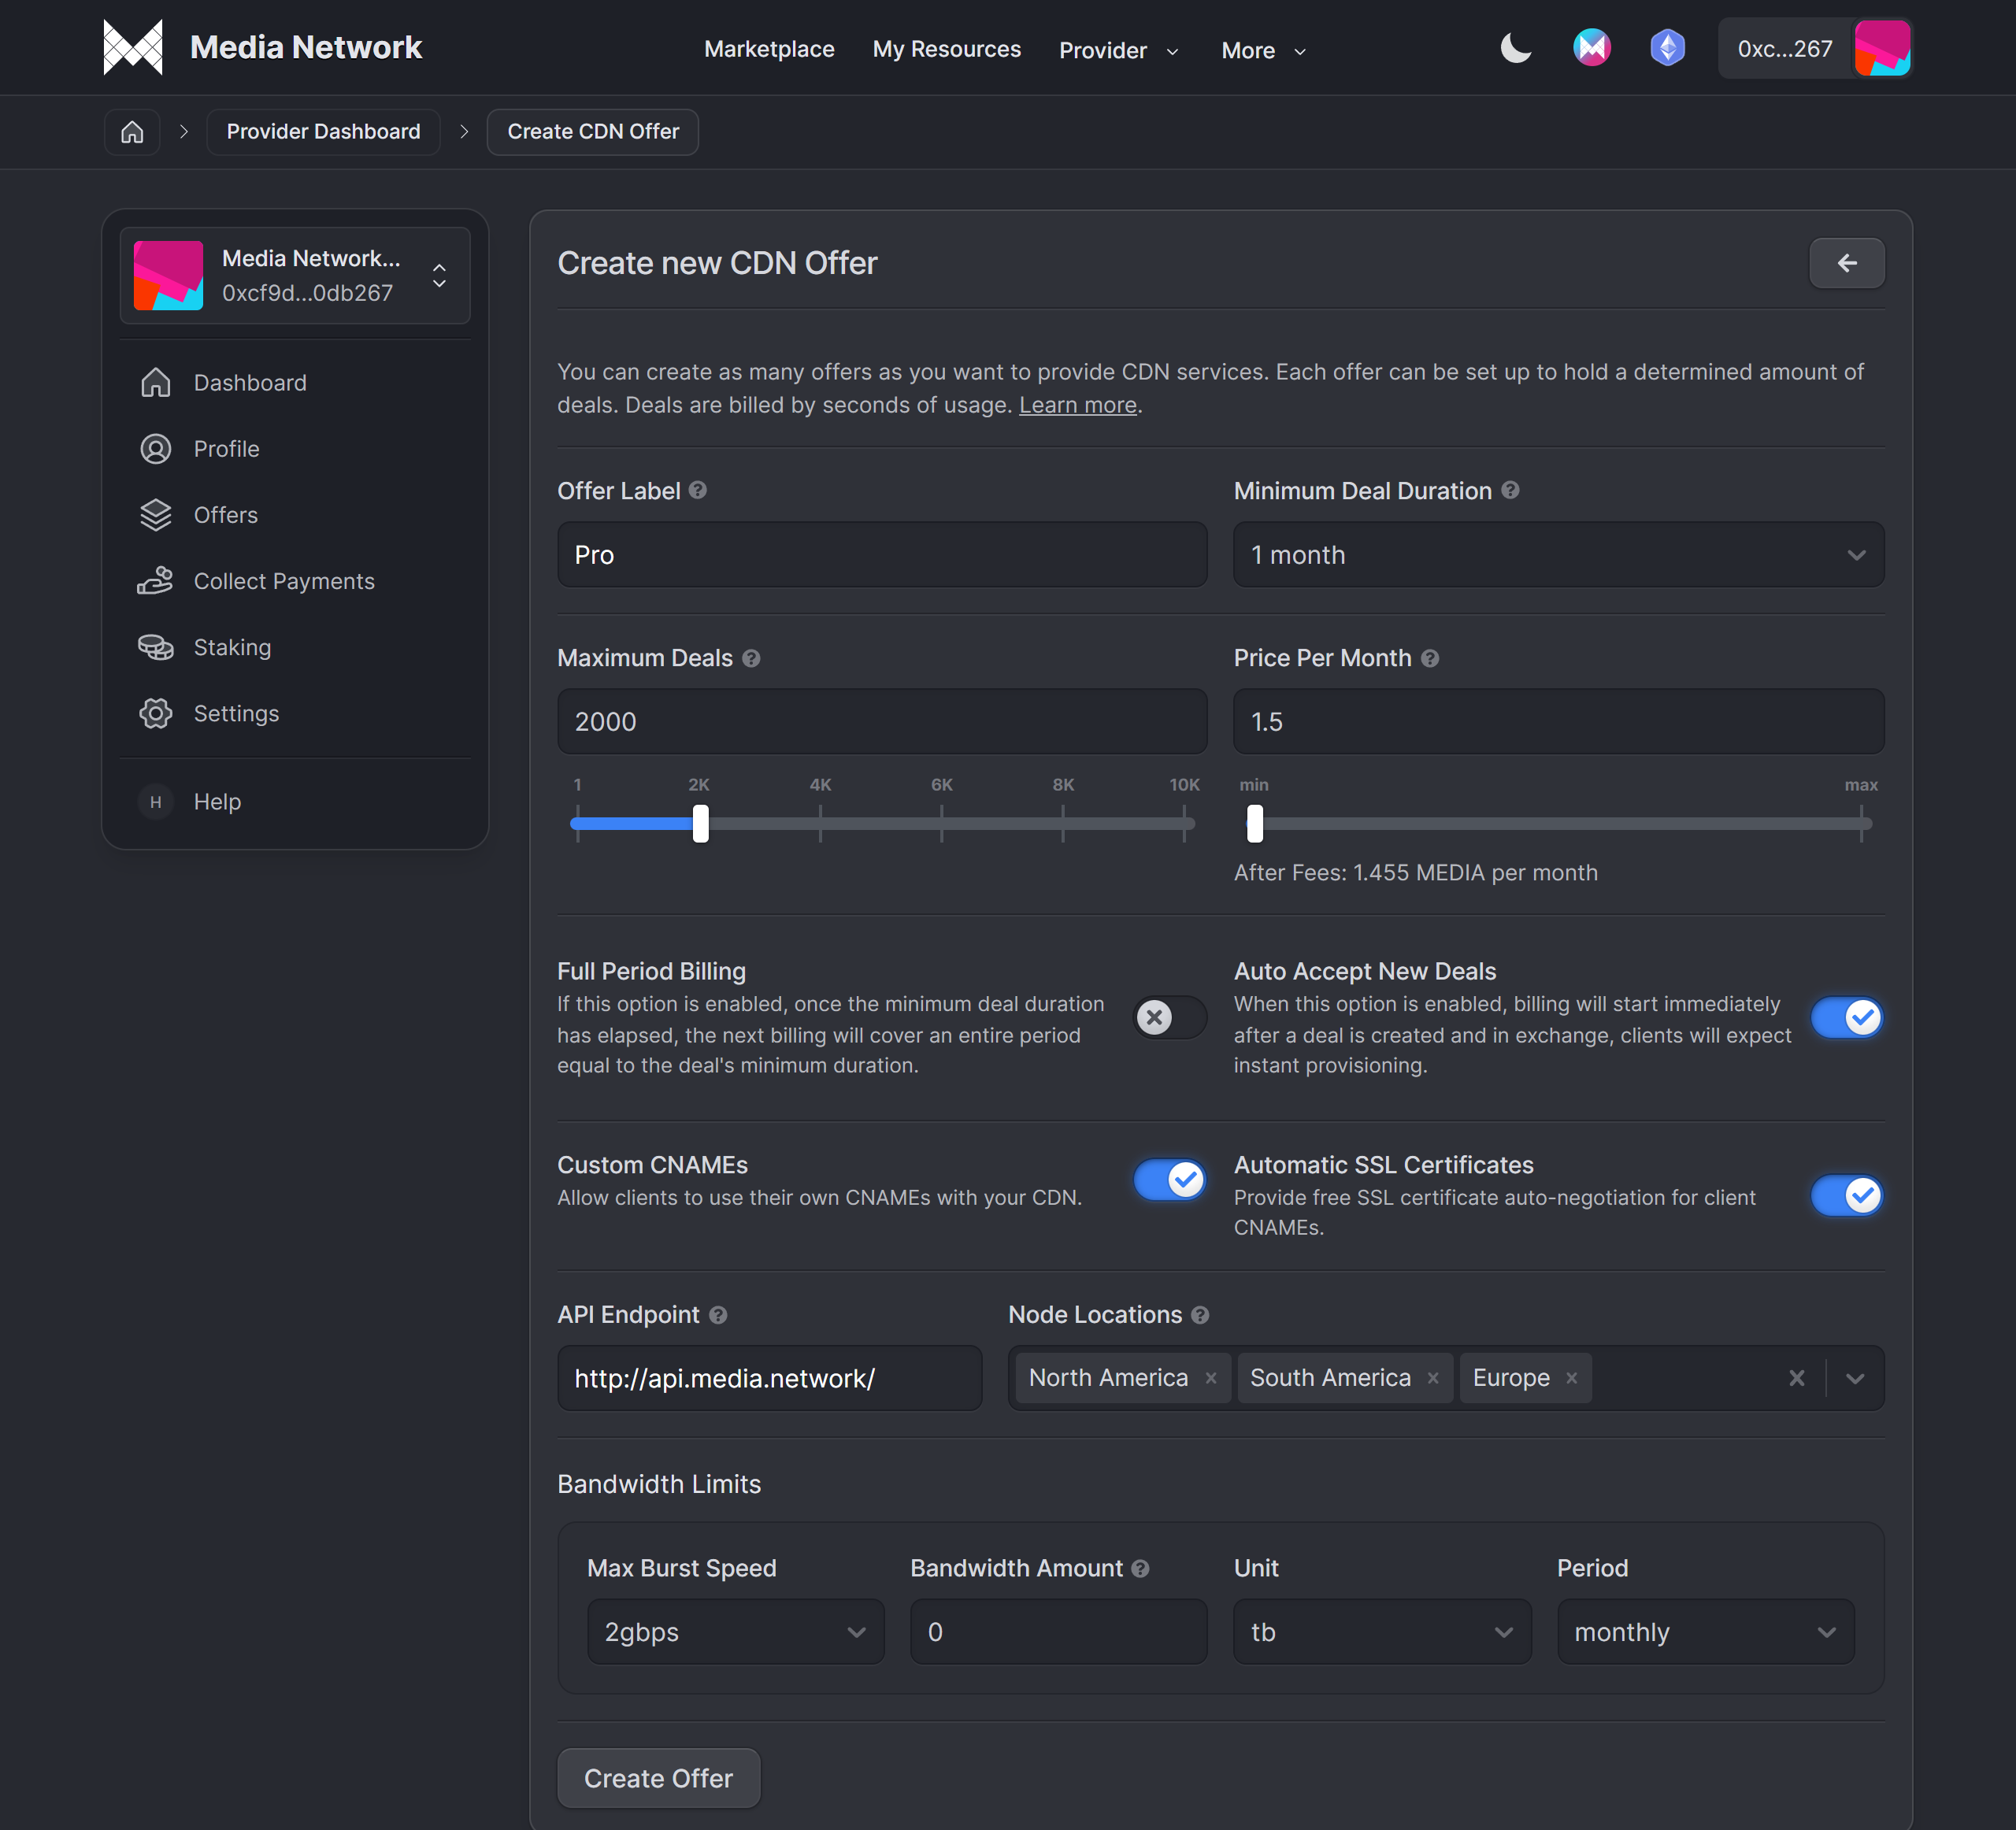 Media Network
Marketplace
My Resources
Provider
More
0xc...267
Provider Dashboard
Create CDN Offer
Media Network...
0xcf9d...0db267
Dashboard
Profile
Offers
Collect Payments
Staking
Settings
H
Help
Create new CDN Offer
You can create as many offers as you want to provide CDN services. Each offer can be set up to hold a determined amount of
deals. Deals are billed by seconds of usage. Learn more.
Offer Label ?
Minimum Deal Duration ?
Pro
1 month
Maximum Deals ?
Price Per Month ?
2000
1.5
1 2K 4K 6K 8K 10K
min max
After Fees: 1.455 MEDIA per month
Full Period Billing
If this option is enabled, once the minimum deal duration
has elapsed, the next billing will cover an entire period
equal to the deal's minimum duration.
Auto Accept New Deals
When this option is enabled, billing will start immediately
after a deal is created and in exchange, clients will expect
instant provisioning.
Custom CNAMEs
Allow clients to use their own CNAMEs with your CDN.
Automatic SSL Certificates
Provide free SSL certificate auto-negotiation for client
CNAMEs.
API Endpoint ?
Node Locations ?
http://api.media.network/
North America × South America × Europe ×
Bandwidth Limits
Max Burst Speed
Bandwidth Amount ?
Unit
Period
2gbps
0
tb
monthly
Create Offer